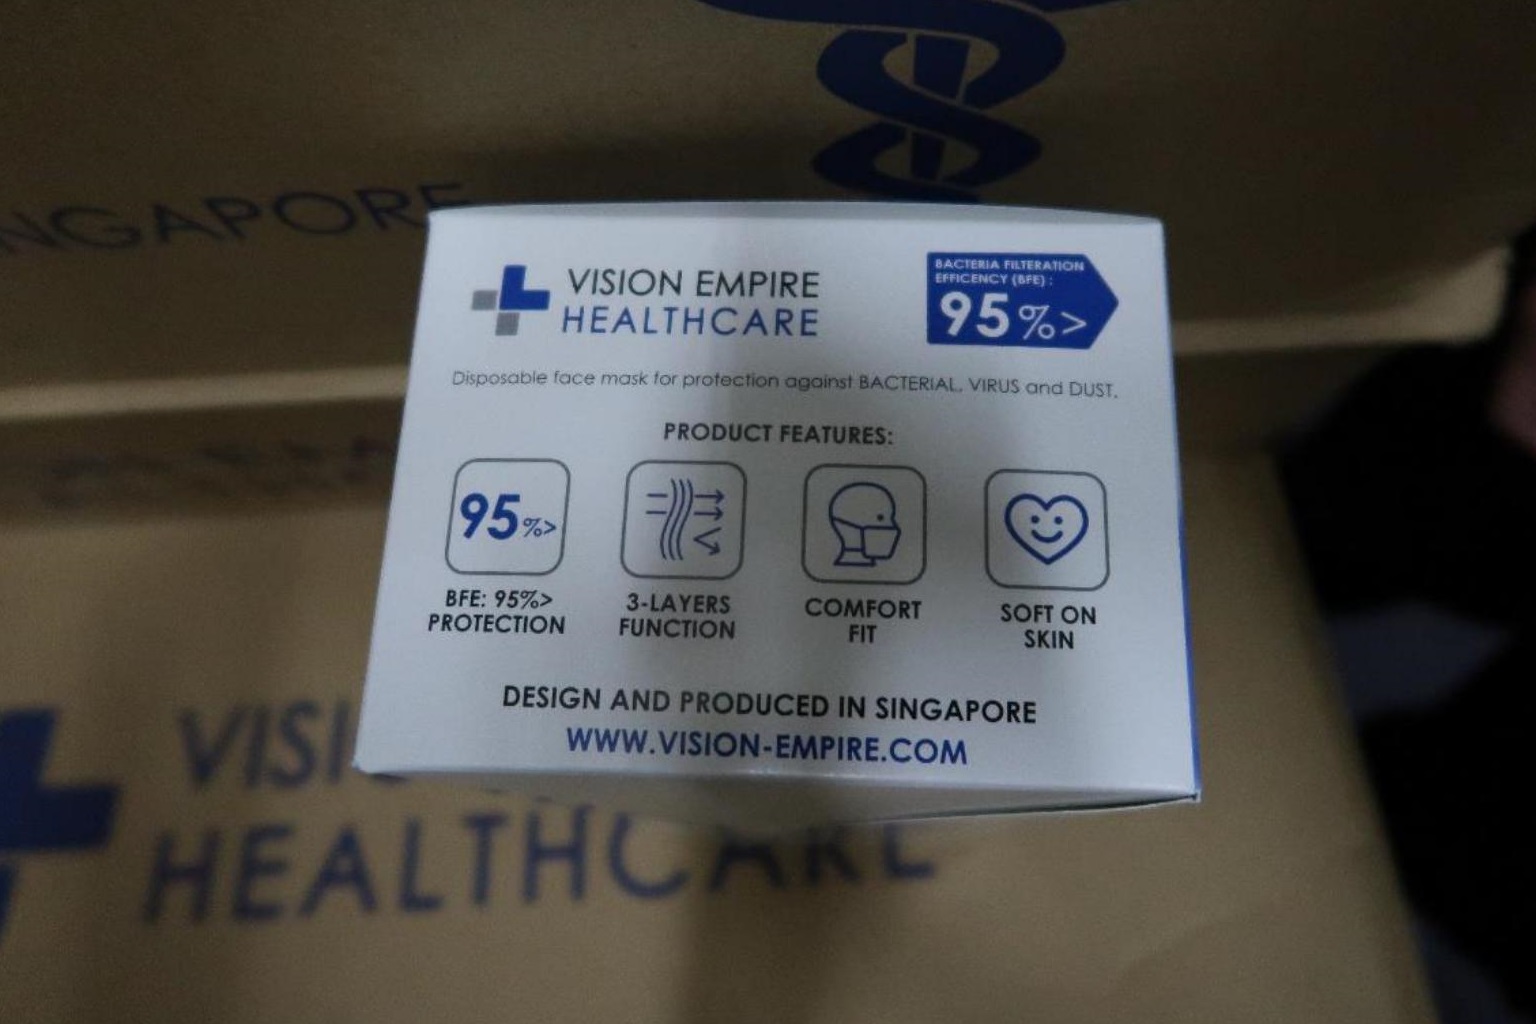 SINGAPORE
VISION EMPIRE
HEALTHCARE
BACTERIA FILTERATION
EFFICENCY (BFE) :
95%>
Disposable face mask for protection against BACTERIAL, VIRUS and DUST.
PRODUCT FEATURES:
95%>
BFE: 95%>
PROTECTION
3-LAYERS
FUNCTION
COMFORT
FIT
SOFT ON
SKIN
DESIGN AND PRODUCED IN SINGAPORE
WWW.VISION-EMPIRE.COM
VISI
HEALTHCARE